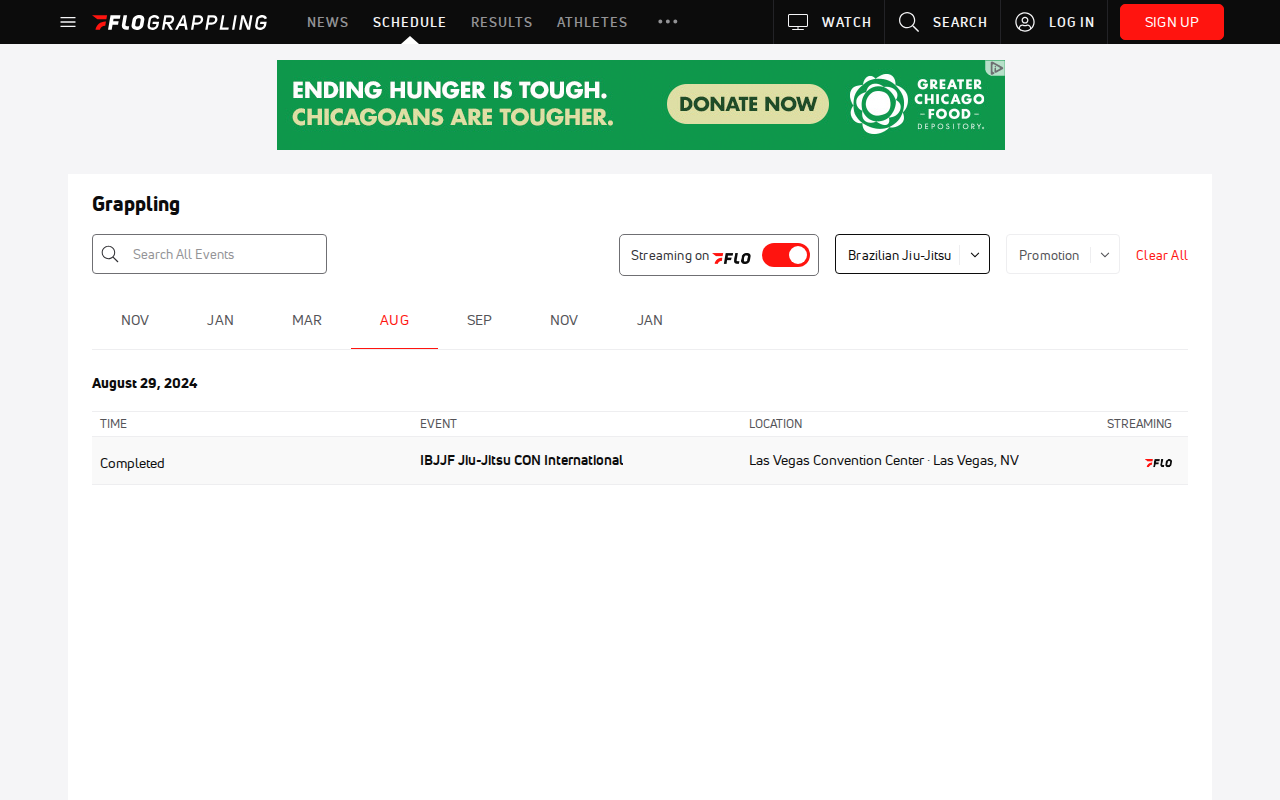 FLOGRAPPLING NEWS SCHEDULE RESULTS ATHLETES WATCH SEARCH LOG IN SIGN UP
ENDING HUNGER IS TOUGH.
CHICAGOANS ARE TOUGHER.
DONATE NOW
GREATER
CHICAGO
FOOD
DEPOSITORY
Grappling
Search All Events Streaming on FLO Brazilian Jiu-Jitsu Promotion Clear All
NOV JAN MAR AUG SEP NOV JAN
August 29, 2024
TIME EVENT LOCATION STREAMING
Completed IBJJF Jiu-Jitsu CON International Las Vegas Convention Center · Las Vegas, NV FLO